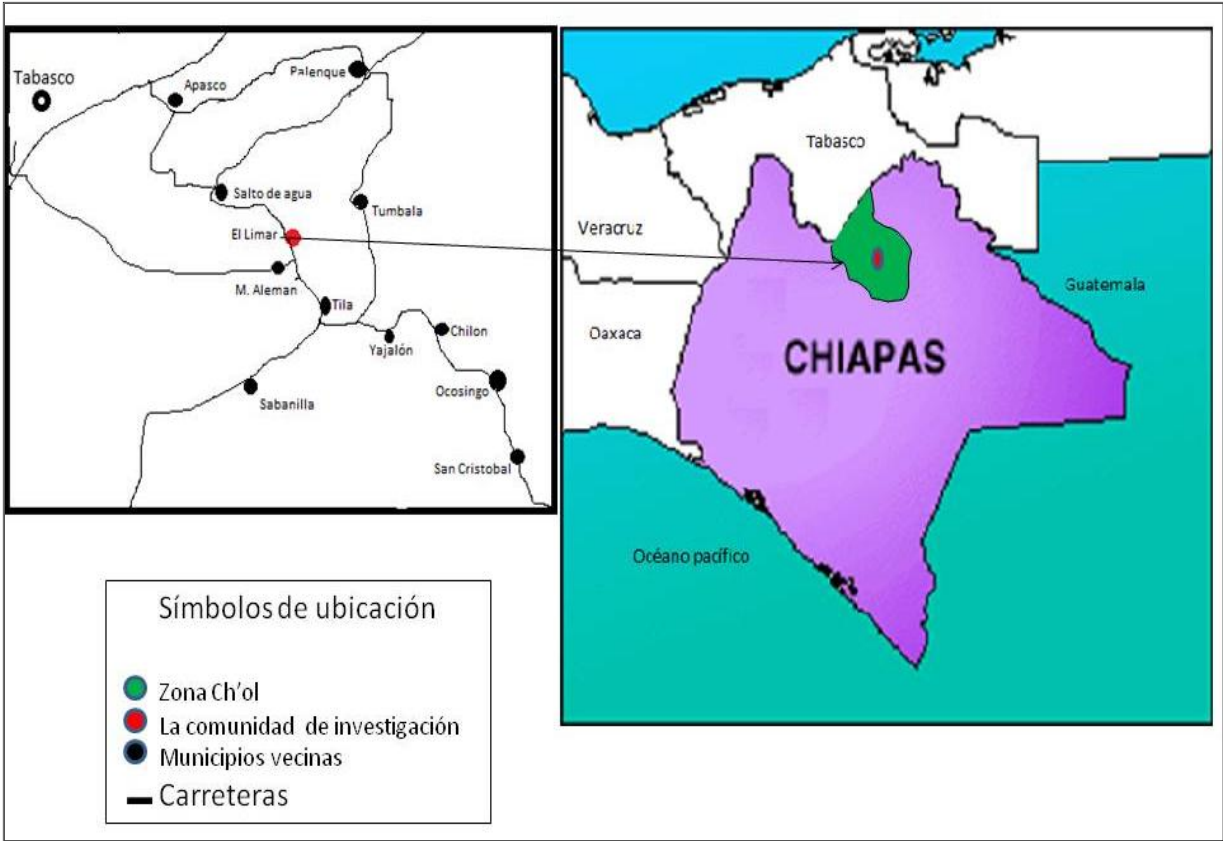 Tabasco
Apasco
Palenque
Salto de agua
Tumbala
El Limar
M. Aleman
Tila
Yajalón
Chilon
Sabanilla
Ocosingo
San Cristobal
Tabasco
Veracruz
Guatemala
Oaxaca
CHIAPAS
Océano pacífico
Símbolos de ubicación
Zona Ch'ol
La comunidad de investigación
Municipios vecinas
Carreteras